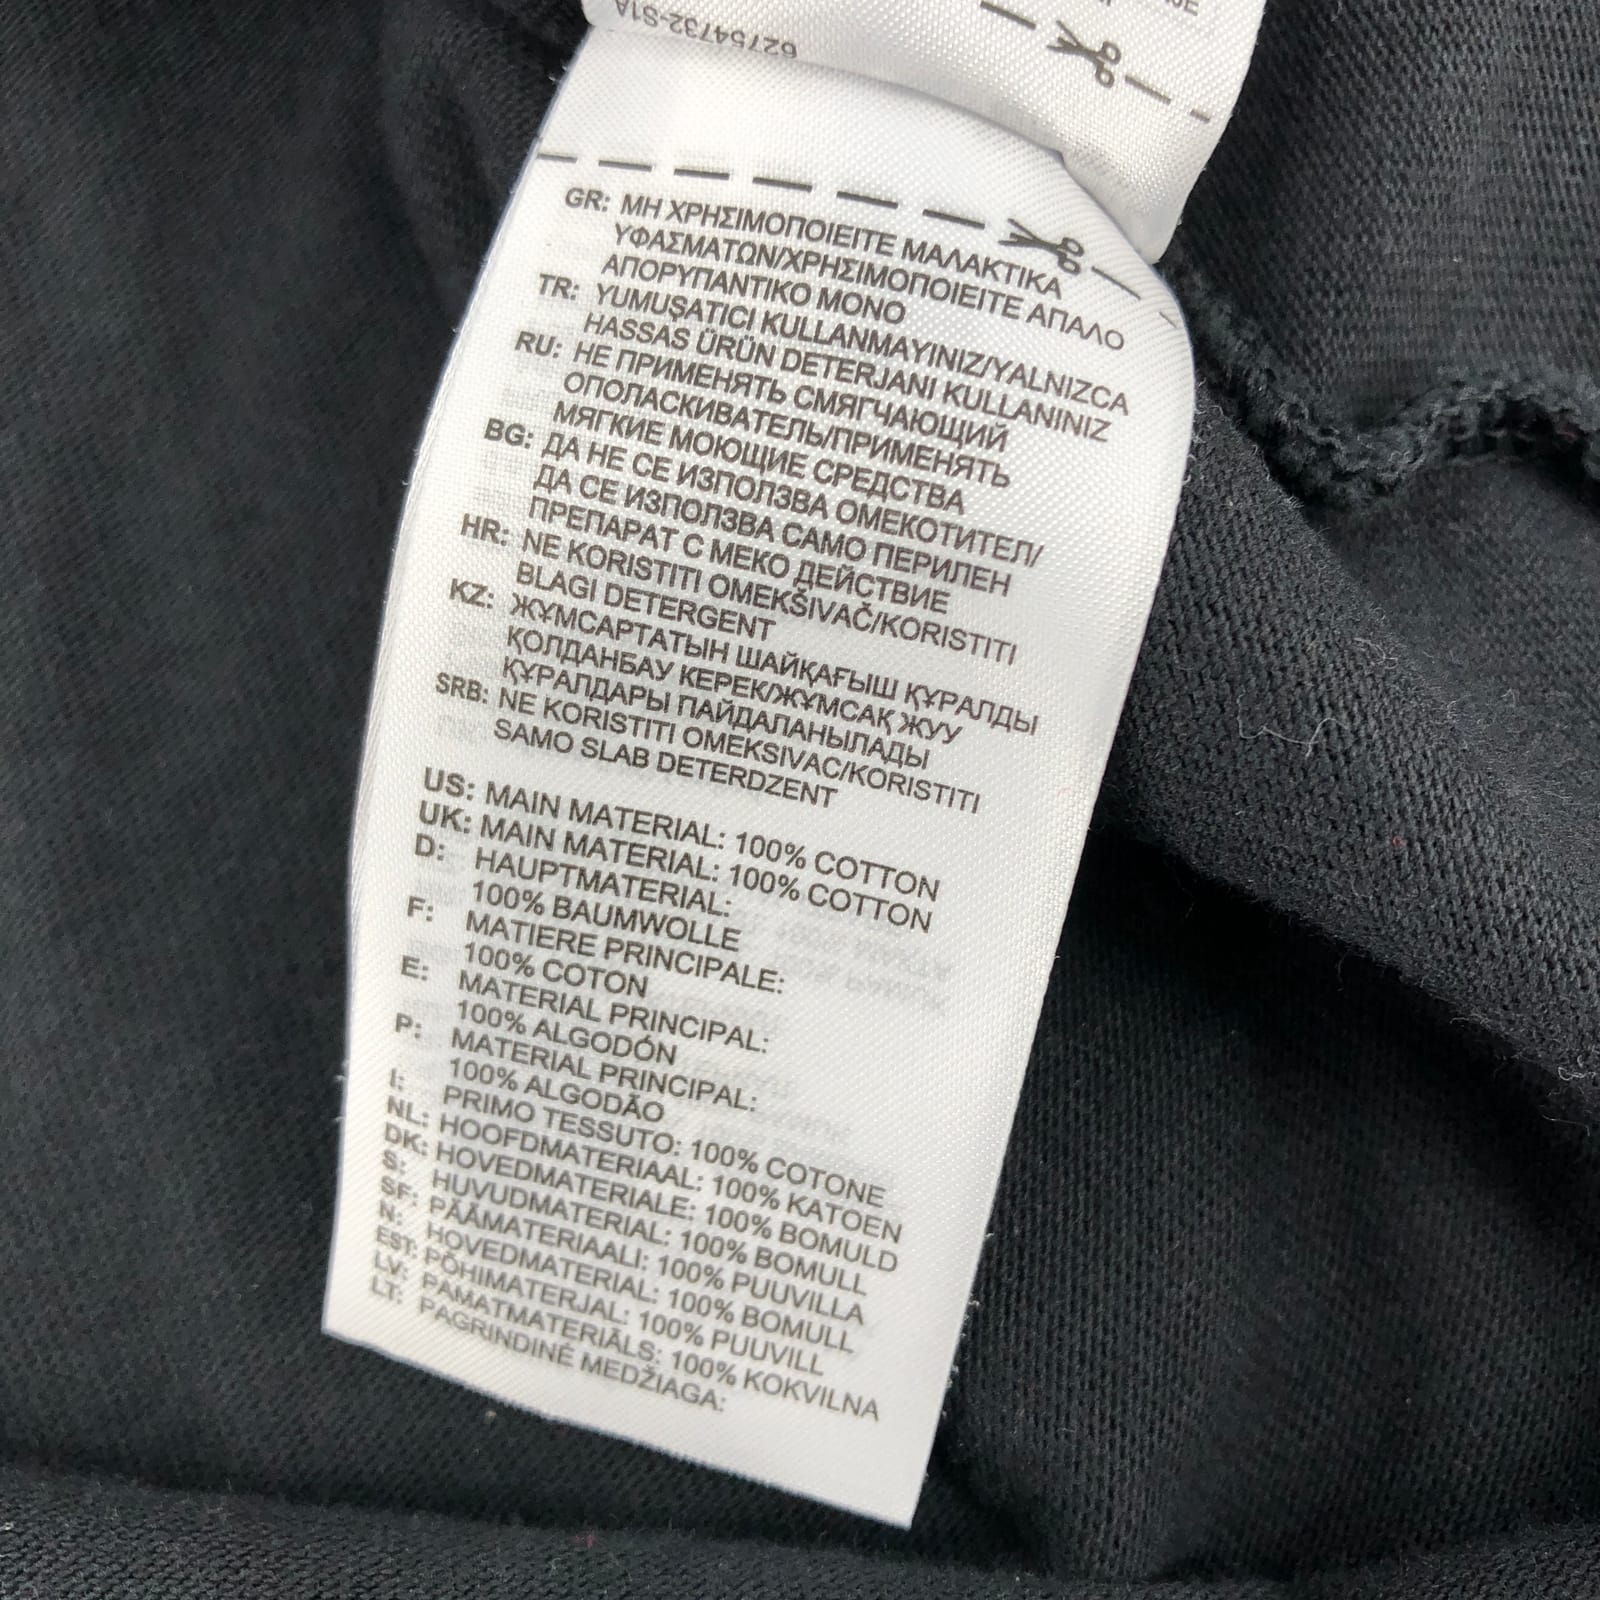 62754732-S1A
GR: ΜΗ ΧΡΗΣΙΜΟΠΟΙΕΙΤΕ ΜΑΛΑΚΤΙΚΑ
ΥΦΑΣΜΑΤΩΝ/ΧΡΗΣΙΜΟΠΟΙΕΙΤΕ ΑΠΑΛΟ
ΑΠΟΡΥΠΑΝΤΙΚΟ ΜΟΝΟ
TR: YUMUŞATICI KULLANMAYINIZ/YALNIZCA
HASSAS ÜRÜN DETERJANI KULLANINIZ
RU: НЕ ПРИМЕНЯТЬ СМЯГЧАЮЩИЙ
ОПОЛАСКИВАТЕЛЬ/ПРИМЕНЯТЬ
МЯГКИЕ МОЮЩИЕ СРЕДСТВА
BG: ДА НЕ СЕ ИЗПОЛЗВА ОМЕКОТИТЕЛ/
ДА СЕ ИЗПОЛЗВА САМО ПЕРИЛЕН
ПРЕПАРАТ С МЕКО ДЕЙСТВИЕ
HR: NE KORISTITI OMEKŠIVAČ/KORISTITI
BLAGI DETERGENT
KZ: ЖҰМСАРТАТЫН ШАЙҚАҒЫШ ҚҰРАЛДЫ
ҚОЛДАНБАУ КЕРЕК/ЖҰМСАҚ ЖУУ
ҚҰРАЛДАРЫ ПАЙДАЛАНЫЛАДЫ
SRB: NE KORISTITI OMEKSIVAC/KORISTITI
SAMO SLAB DETERDZENT
US: MAIN MATERIAL: 100% COTTON
UK: MAIN MATERIAL: 100% COTTON
D: HAUPTMATERIAL:
100% BAUMWOLLE
F: MATIERE PRINCIPALE:
100% COTON
E: MATERIAL PRINCIPAL:
100% ALGODÓN
P: MATERIAL PRINCIPAL:
100% ALGODÃO
I: PRIMO TESSUTO: 100% COTONE
NL: HOOFDMATERIAAL: 100% KATOEN
DK: HOVEDMATERIALE: 100% BOMULD
S: HUVUDMATERIAL: 100% BOMULL
SF: PÄÄMATERIAALI: 100% PUUVILLA
N: HOVEDMATERIAL: 100% BOMULL
EST: PÕHIMATERJAL: 100% PUUVILL
LV: PAMATMATERIĀLS: 100% KOKVILNA
LT: PAGRINDINĖ MEDŽIAGA: